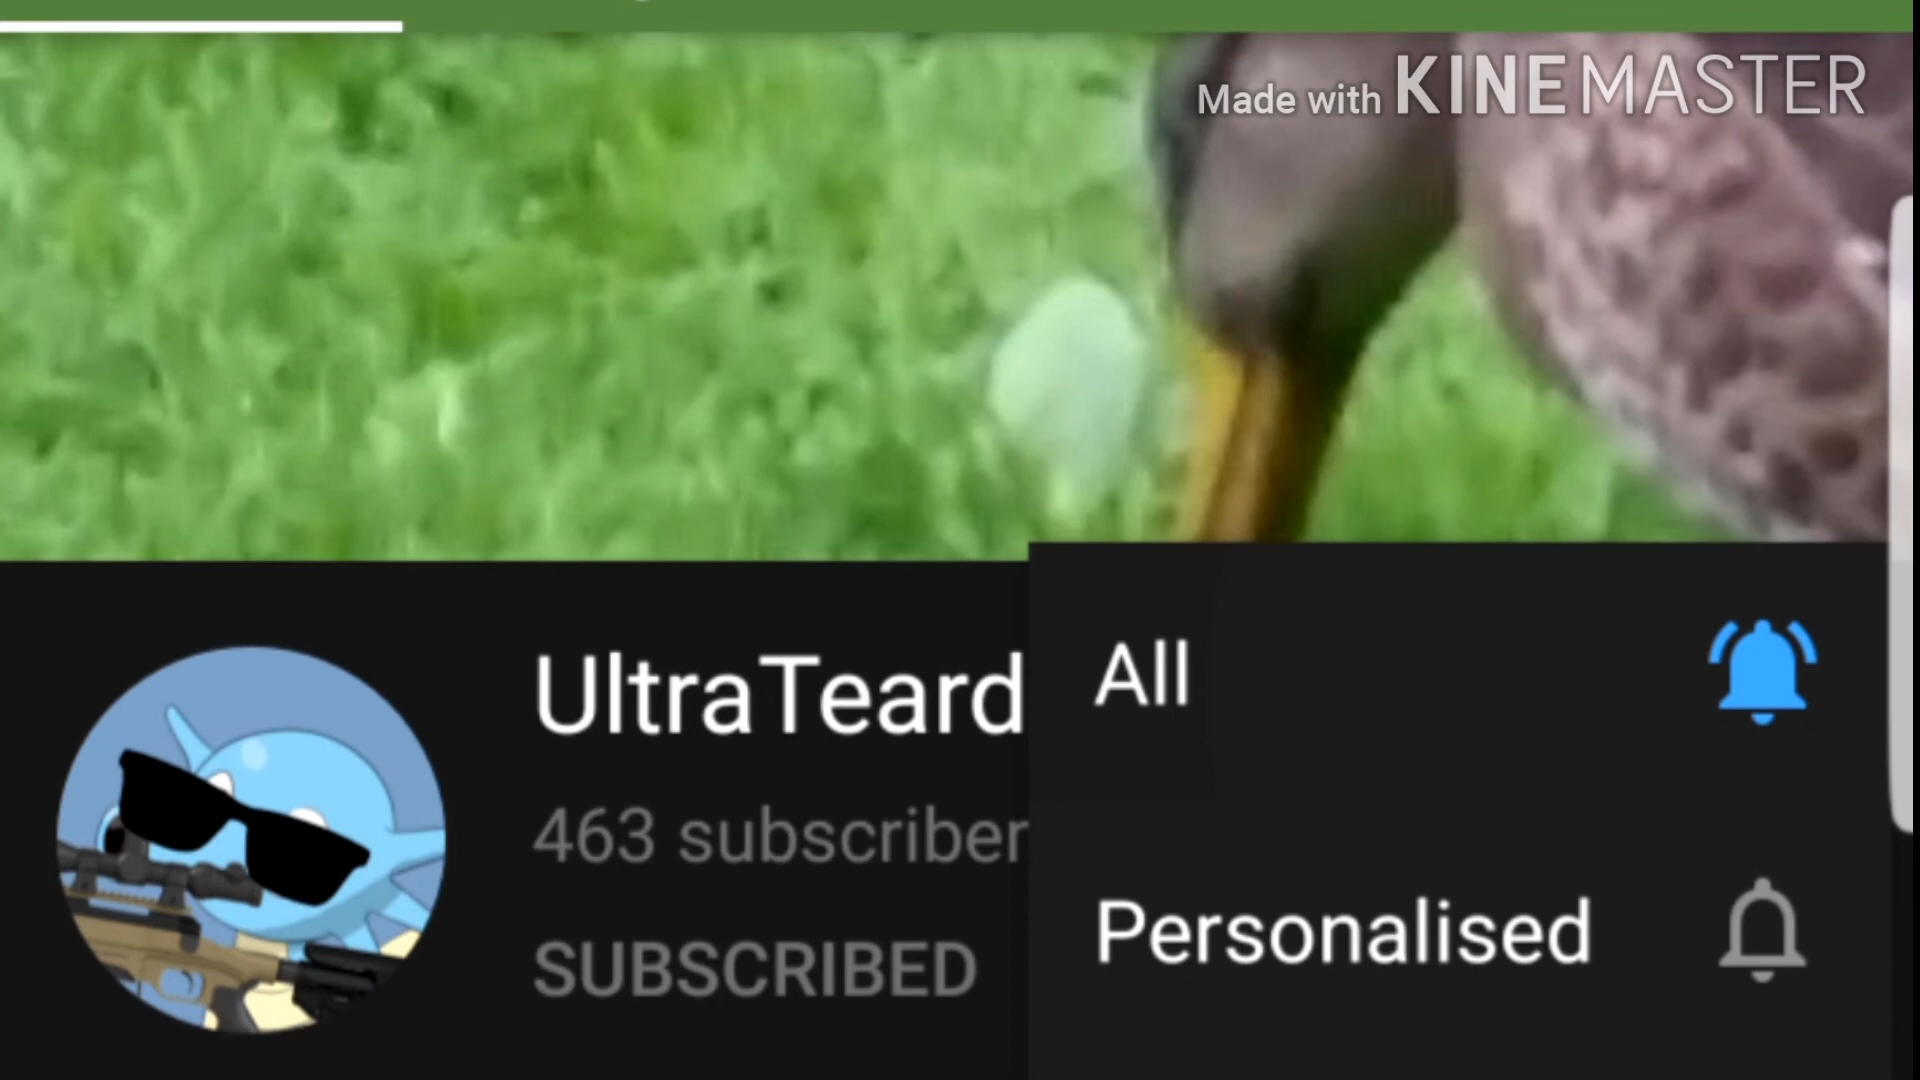 Made with KINEMASTER
UltraTeard
463 subscriber
SUBSCRIBED
All
Personalised